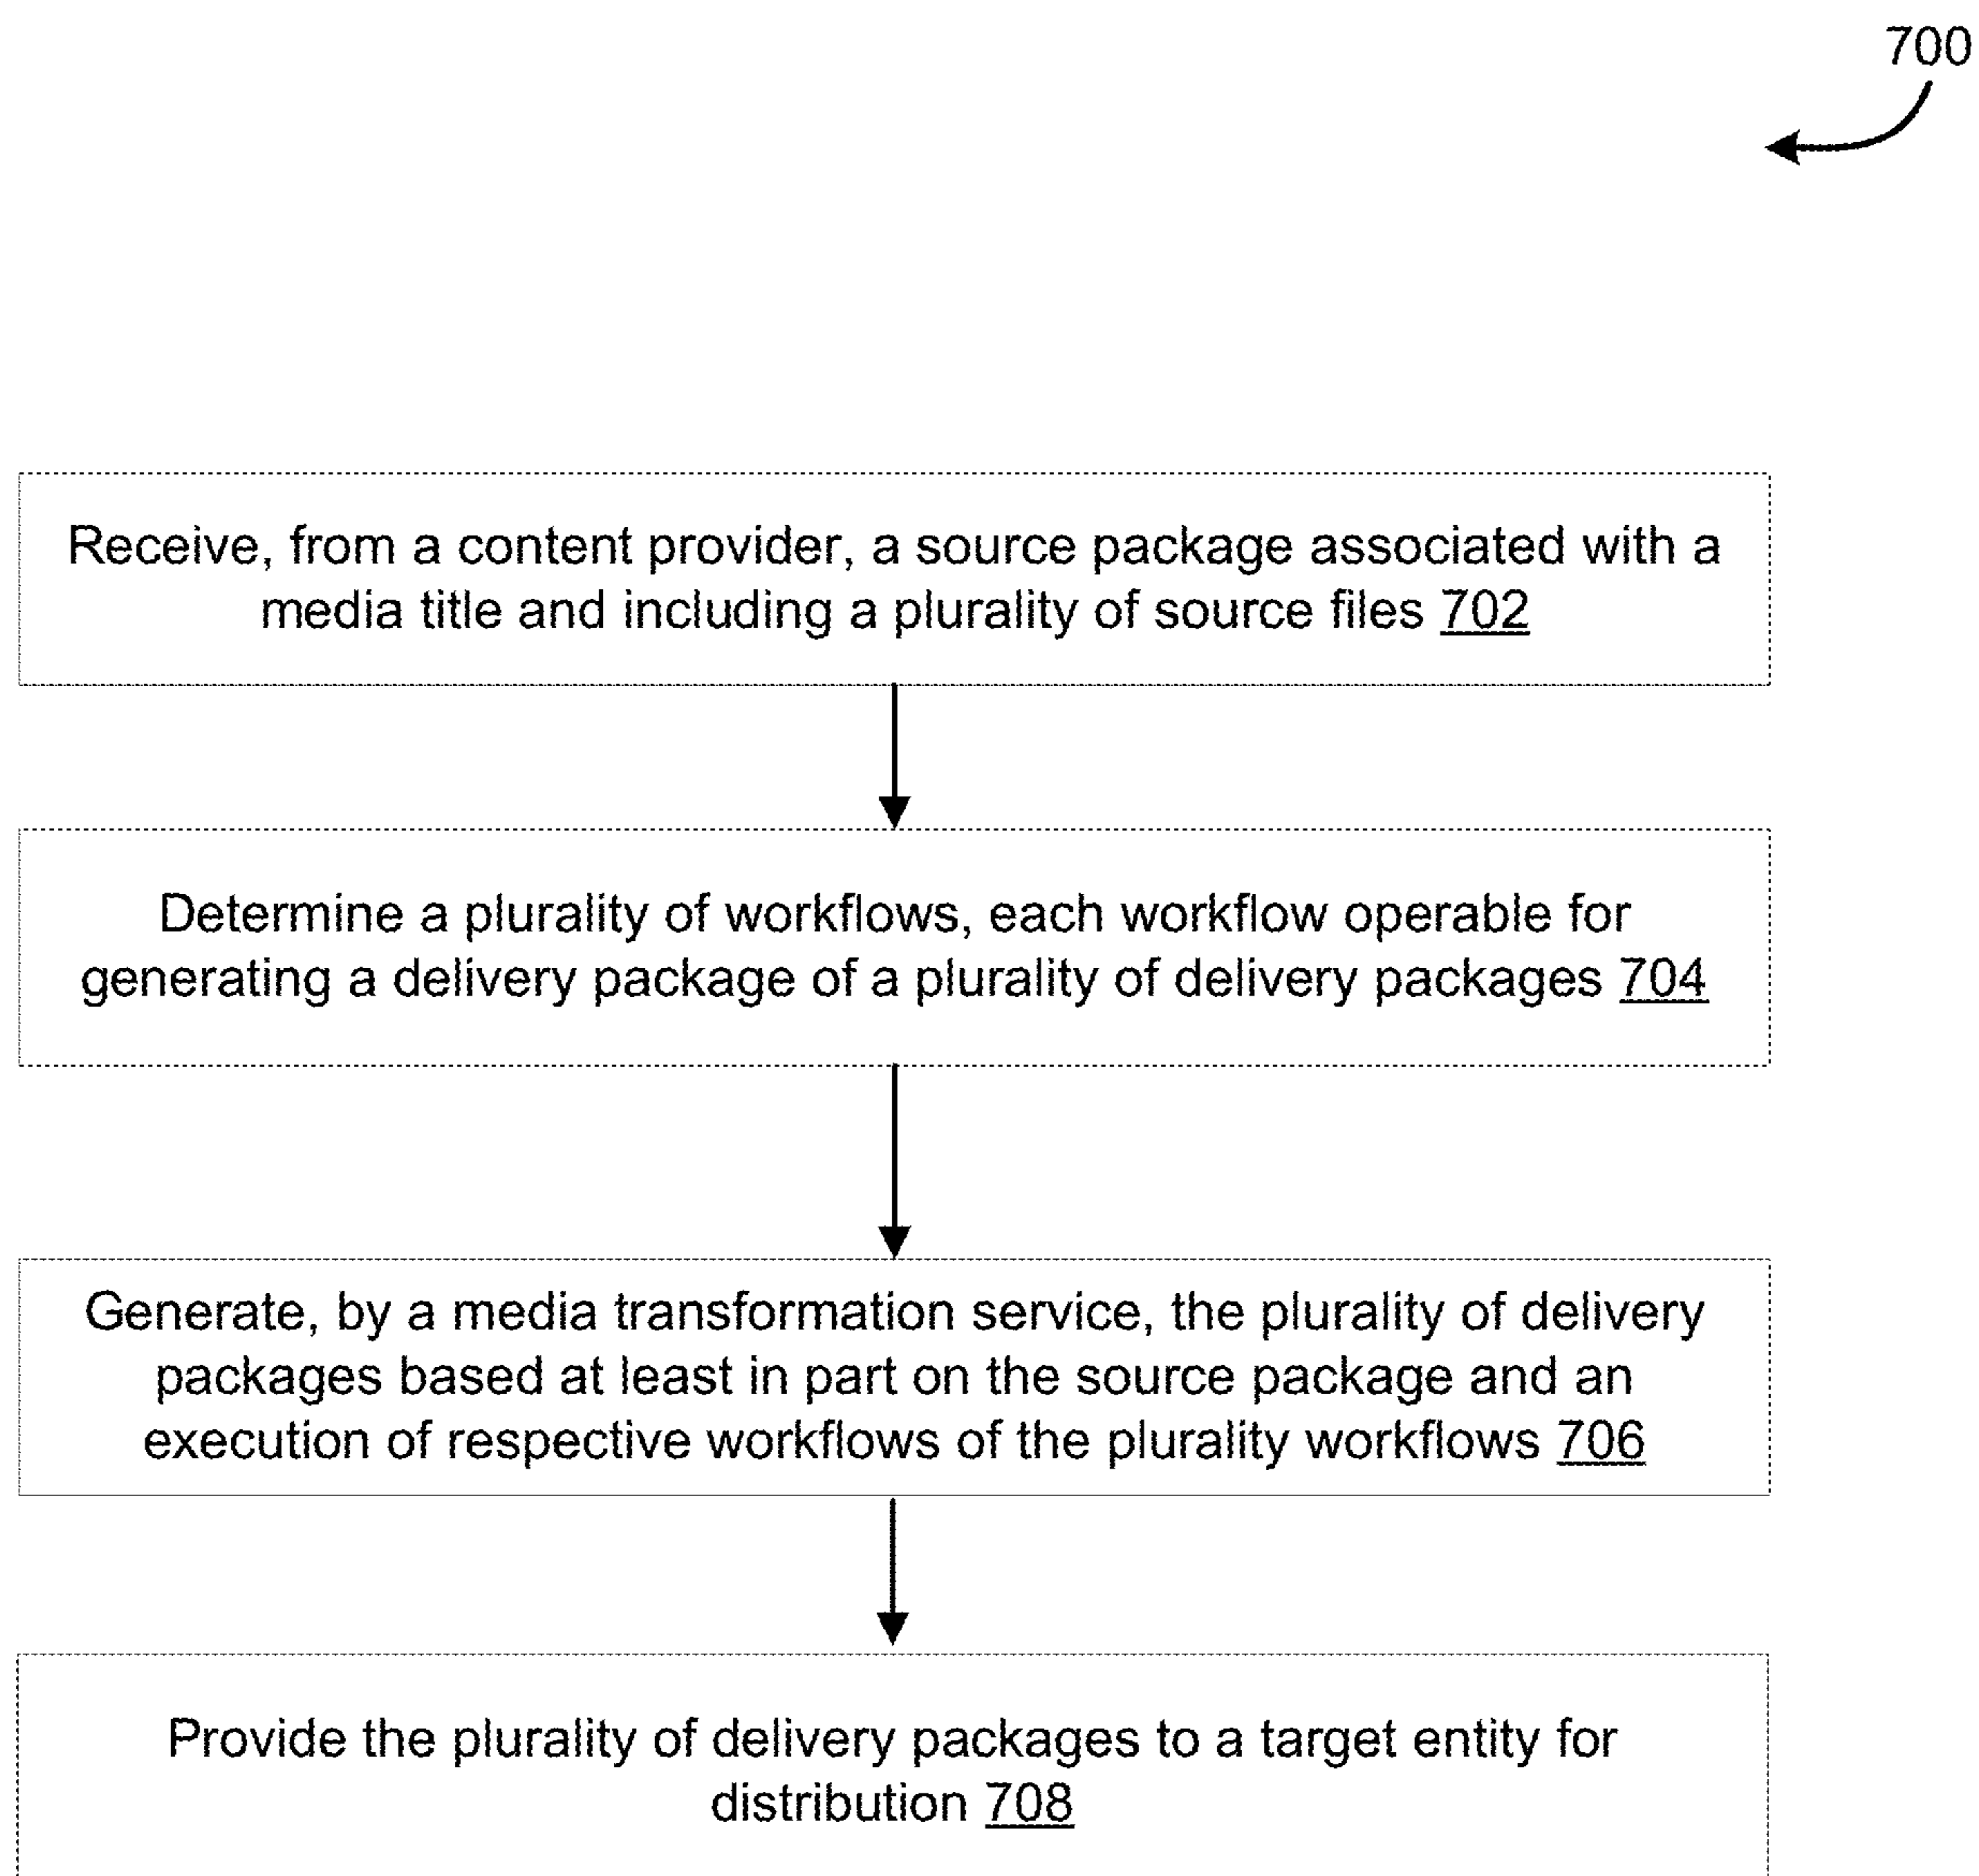 700
Receive, from a content provider, a source package associated with a
media title and including a plurality of source files 702
Determine a plurality of workflows, each workflow operable for
generating a delivery package of a plurality of delivery packages 704
Generate, by a media transformation service, the plurality of delivery
packages based at least in part on the source package and an
execution of respective workflows of the plurality workflows 706
Provide the plurality of delivery packages to a target entity for
distribution 708